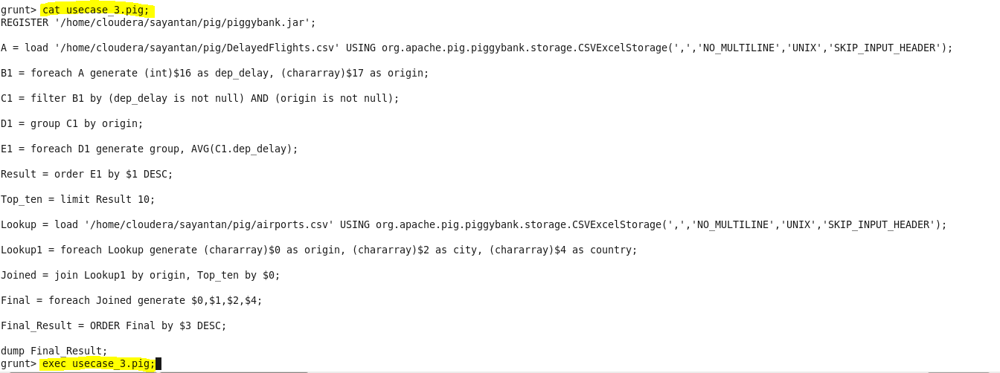 grunt> cat usecase_3.pig;
REGISTER '/home/cloudera/sayantan/pig/piggybank.jar';
A = load '/home/cloudera/sayantan/pig/DelayedFlights.csv' USING org.apache.pig.piggybank.storage.CSVExcelStorage(',','NO_MULTILINE','UNIX','SKIP_INPUT_HEADER');
B1 = foreach A generate (int)$16 as dep_delay, (chararray)$17 as origin;
C1 = filter B1 by (dep_delay is not null) AND (origin is not null);
D1 = group C1 by origin;
E1 = foreach D1 generate group, AVG(C1.dep_delay);
Result = order E1 by $1 DESC;
Top_ten = limit Result 10;
Lookup = load '/home/cloudera/sayantan/pig/airports.csv' USING org.apache.pig.piggybank.storage.CSVExcelStorage(',','NO_MULTILINE','UNIX','SKIP_INPUT_HEADER');
Lookup1 = foreach Lookup generate (chararray)$0 as origin, (chararray)$2 as city, (chararray)$4 as country;
Joined = join Lookup1 by origin, Top_ten by $0;
Final = foreach Joined generate $0,$1,$2,$4;
Final_Result = ORDER Final by $3 DESC;
dump Final_Result;
grunt> exec usecase_3.pig;